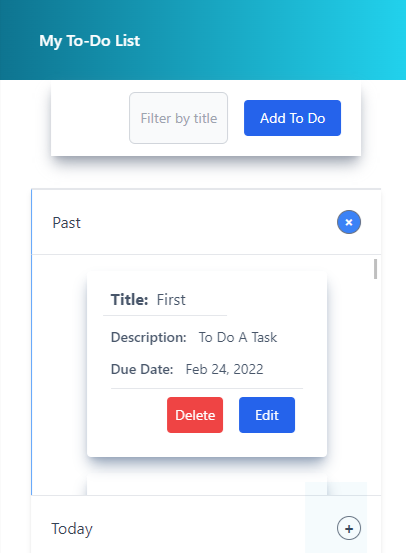 My To-Do List
Filter by title
Add To Do
Past
Title: First
Description: To Do A Task
Due Date: Feb 24, 2022
Delete
Edit
Today